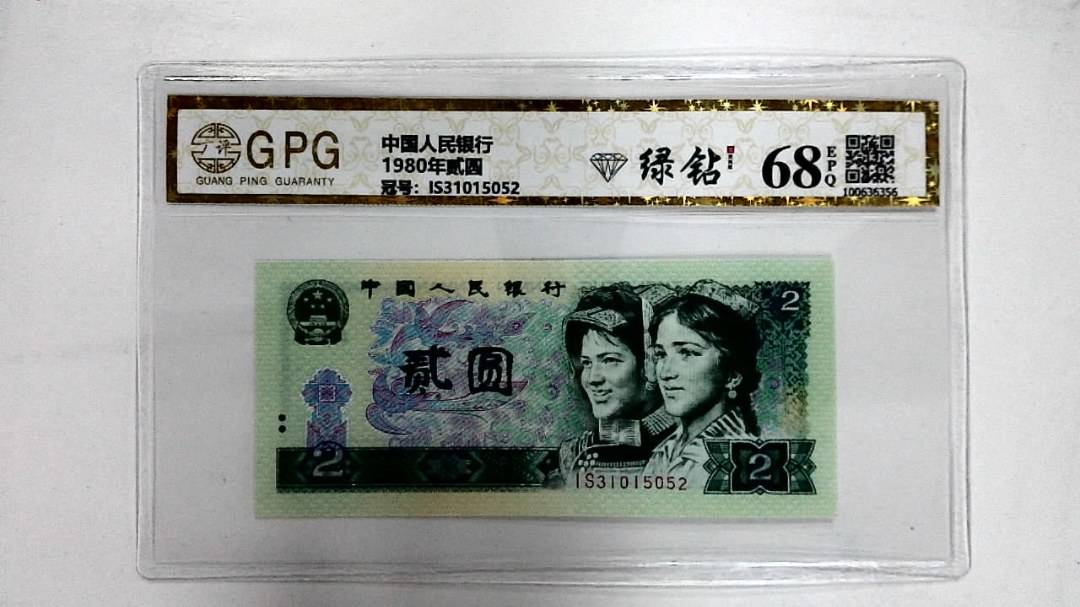 GPG
GUANG PING GUARANTY
中国人民银行
1980年贰圆
冠号: IS31015052
绿钻
68
EPQ
100636356
中国人民银行
2
贰圆
2
IS31015052
2